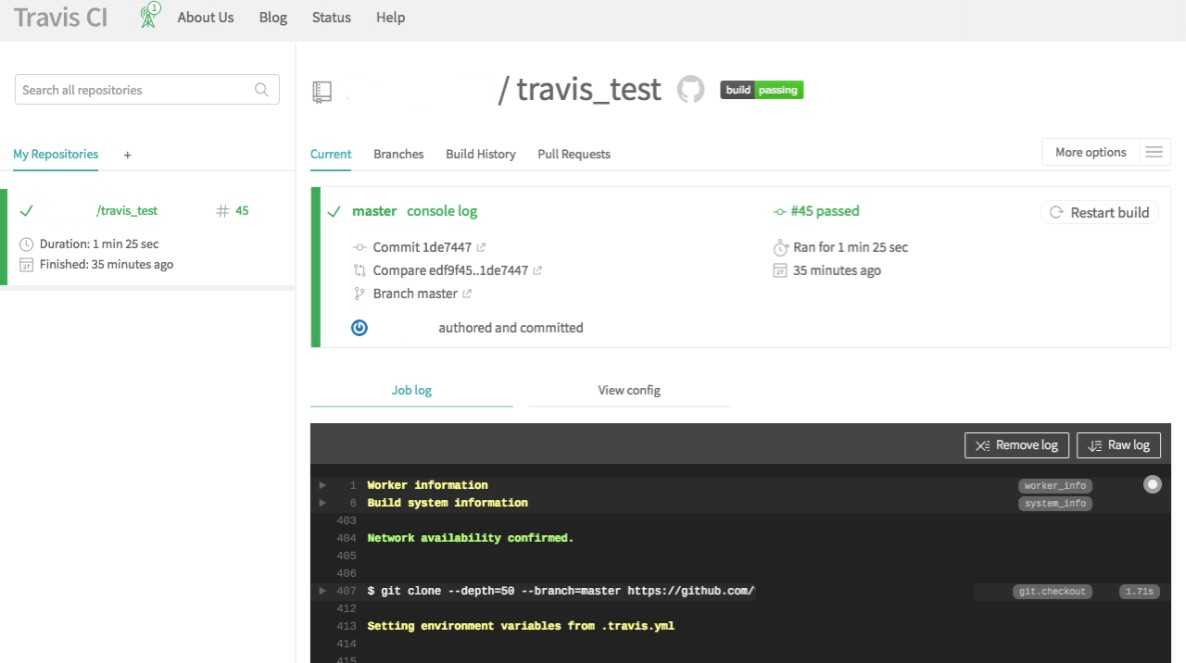 Travis CI
1
About Us
Blog
Status
Help
Search all repositories
/ travis_test
build passing
My Repositories +
Current
Branches
Build History
Pull Requests
More options
/travis_test
# 45
Duration: 1 min 25 sec
Finished: 35 minutes ago
master console log
#45 passed
Restart build
Commit 1de7447
Ran for 1 min 25 sec
Compare edf9f45..1de7447
35 minutes ago
Branch master
authored and committed
Job log
View config
Remove log
Raw log
1 Worker information worker_info
6 Build system information system_info
403
404 Network availability confirmed.
405
406
407 $ git clone --depth=50 --branch=master https://github.com/ git.checkout 1.71s
412
413 Setting environment variables from .travis.yml
414
415